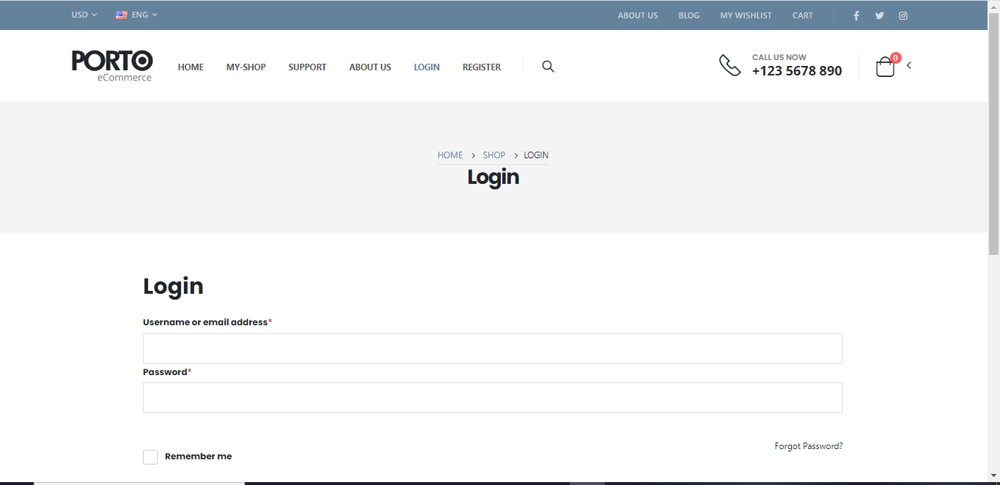 USD ENG ABOUT US BLOG MY WISHLIST CART
PORTO
eCommerce
HOME MY-SHOP SUPPORT ABOUT US LOGIN REGISTER
CALL US NOW
+123 5678 890
0
HOME > SHOP > LOGIN
Login
Login
Username or email address*
Password*
Forgot Password?
Remember me